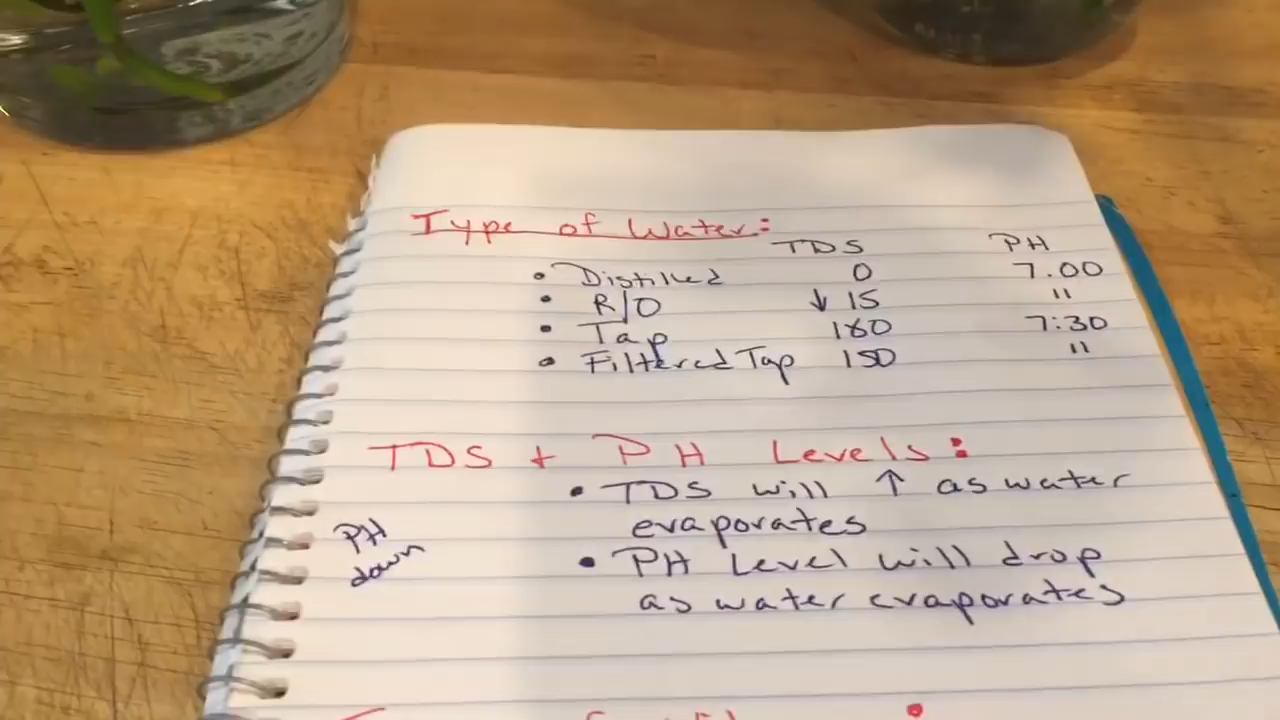 Type of Water:
TDS PH
• Distilled 0 7.00
• R/O ↓ 15 "
• Tap 160 7:30
• Filtered Tap 150 "
TDS + PH Levels:
• TDS will ↑ as water
evaporates
PH
down
• PH Level will drop
as water evaporates